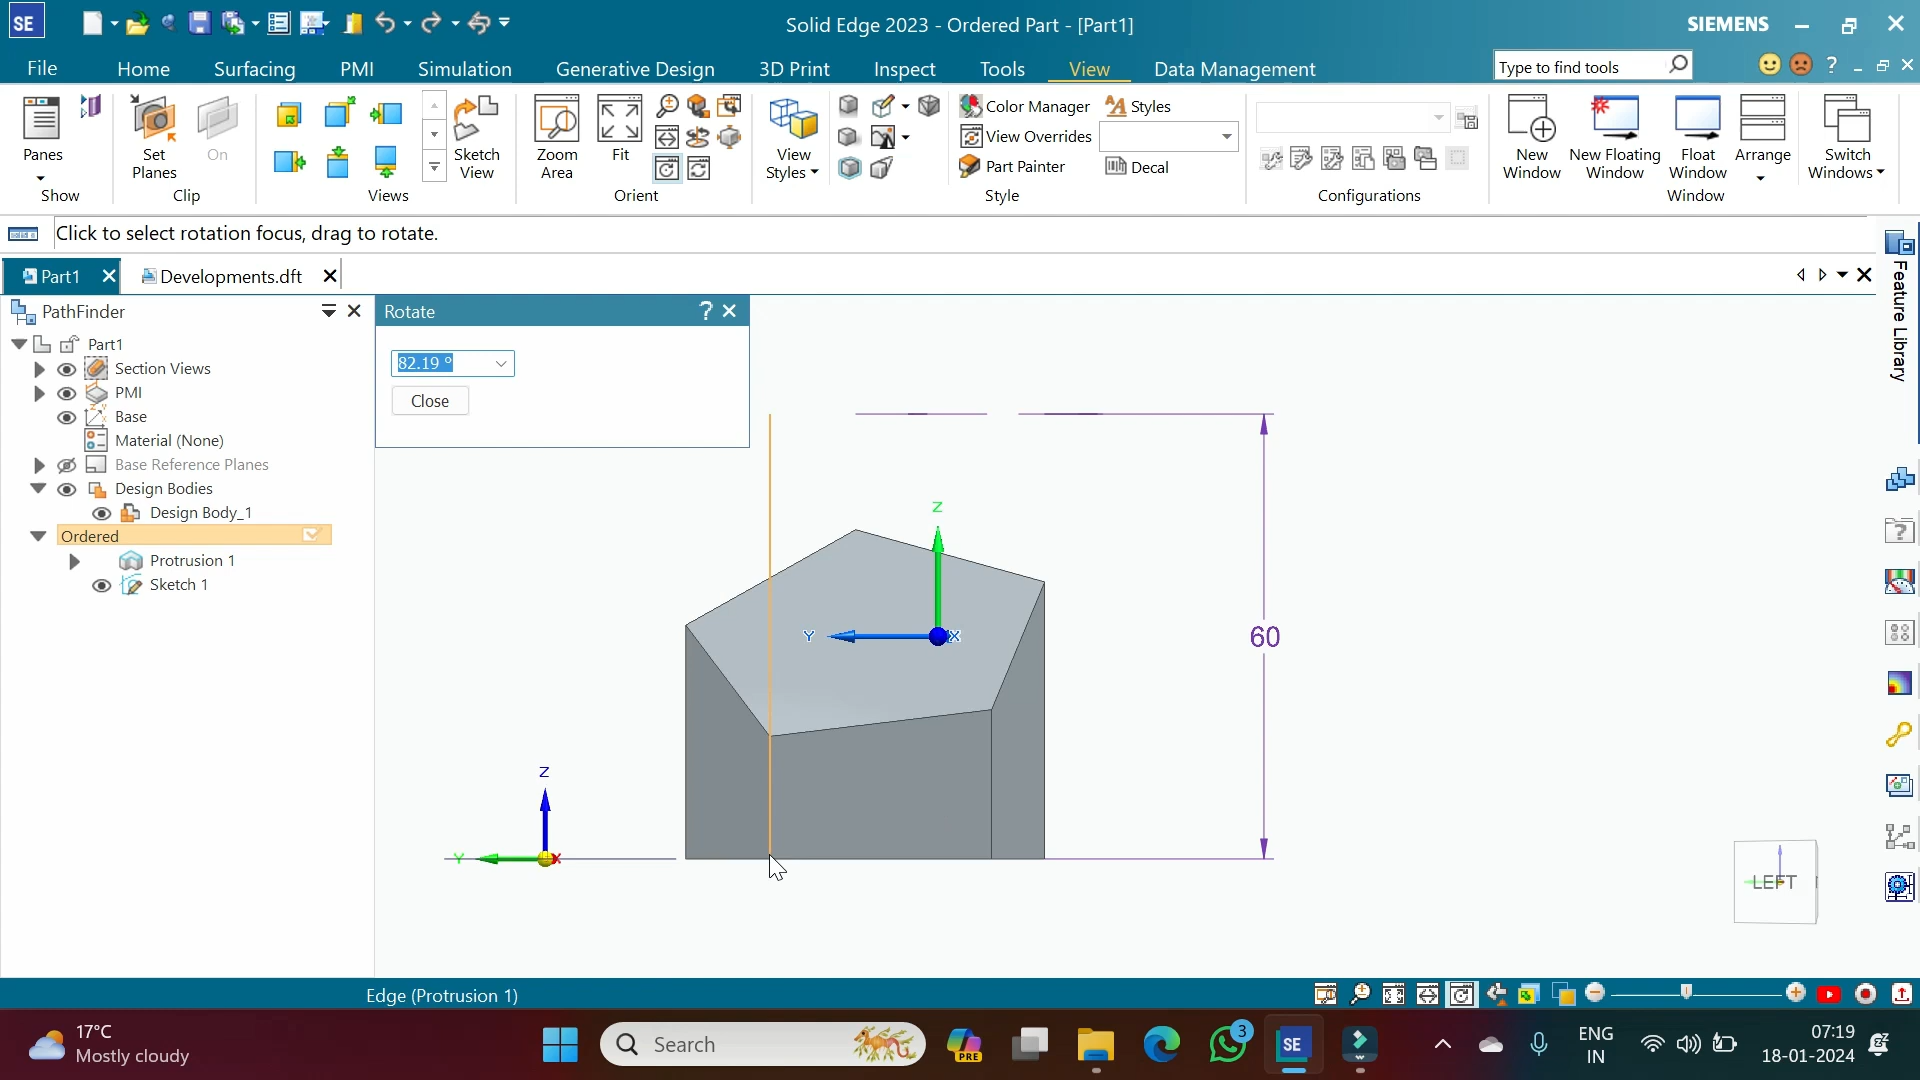 SE
Solid Edge 2023 - Ordered Part - [Part1]
SIEMENS
File
Home
Surfacing
PMI
Simulation
Generative Design
3D Print
Inspect
Tools
View
Data Management
Type to find tools
Panes
Set Planes
On
Sketch View
Zoom Area
Fit
View Styles
Color Manager
Styles
View Overrides
Part Painter
Decal
New Window
New Floating Window
Float Window
Arrange
Switch Windows
Show
Clip
Views
Orient
Style
Configurations
Window
Click to select rotation focus, drag to rotate.
Part1
Developments.dft
Feature Library
PathFinder
Part1
Section Views
PMI
Base
Material (None)
Base Reference Planes
Design Bodies
Design Body_1
Ordered
Protrusion 1
Sketch 1
Rotate
82.19 °
Close
Z
Y
X
60
Z
Y
X
LEFT
Edge (Protrusion 1)
17°C
Mostly cloudy
Search
PRE
3
SE
ENG
IN
07:19
18-01-2024